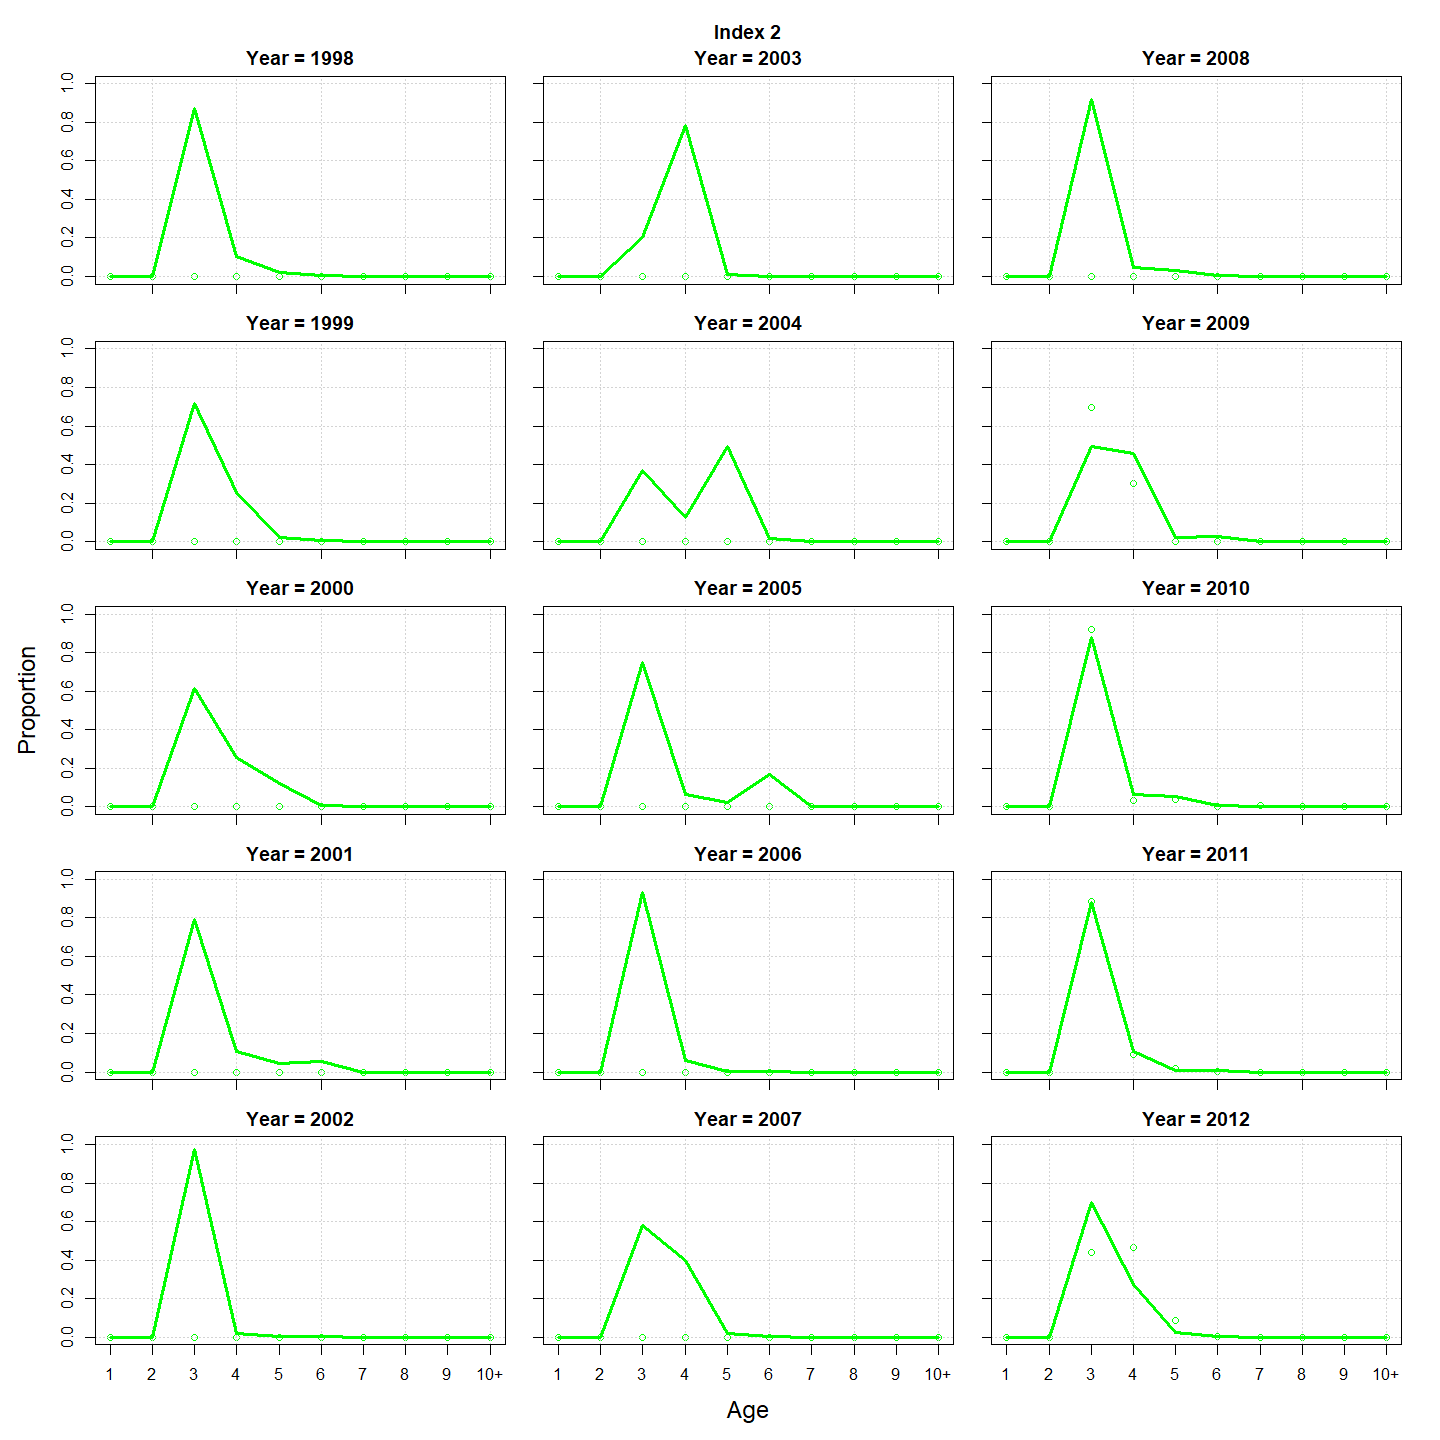 Index 2
Year = 1998
Year = 2003
Year = 2008
0.0 0.2 0.4 0.6 0.8 1.0
Year = 1999
Year = 2004
Year = 2009
0.0 0.2 0.4 0.6 0.8 1.0
Year = 2000
Year = 2005
Year = 2010
0.0 0.2 0.4 0.6 0.8 1.0
Proportion
Year = 2001
Year = 2006
Year = 2011
0.0 0.2 0.4 0.6 0.8 1.0
Year = 2002
Year = 2007
Year = 2012
0.0 0.2 0.4 0.6 0.8 1.0
1 2 3 4 5 6 7 8 9 10+
1 2 3 4 5 6 7 8 9 10+
1 2 3 4 5 6 7 8 9 10+
Age